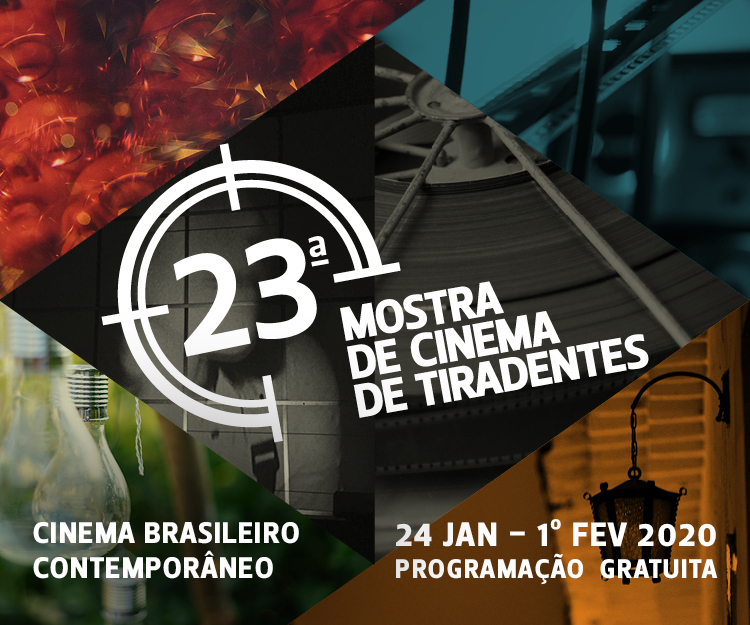 23ª
MOSTRA
DE CINEMA
DE TIRADENTES
CINEMA BRASILEIRO
CONTEMPORÂNEO
24 JAN – 1º FEV 2020
PROGRAMAÇÃO GRATUITA